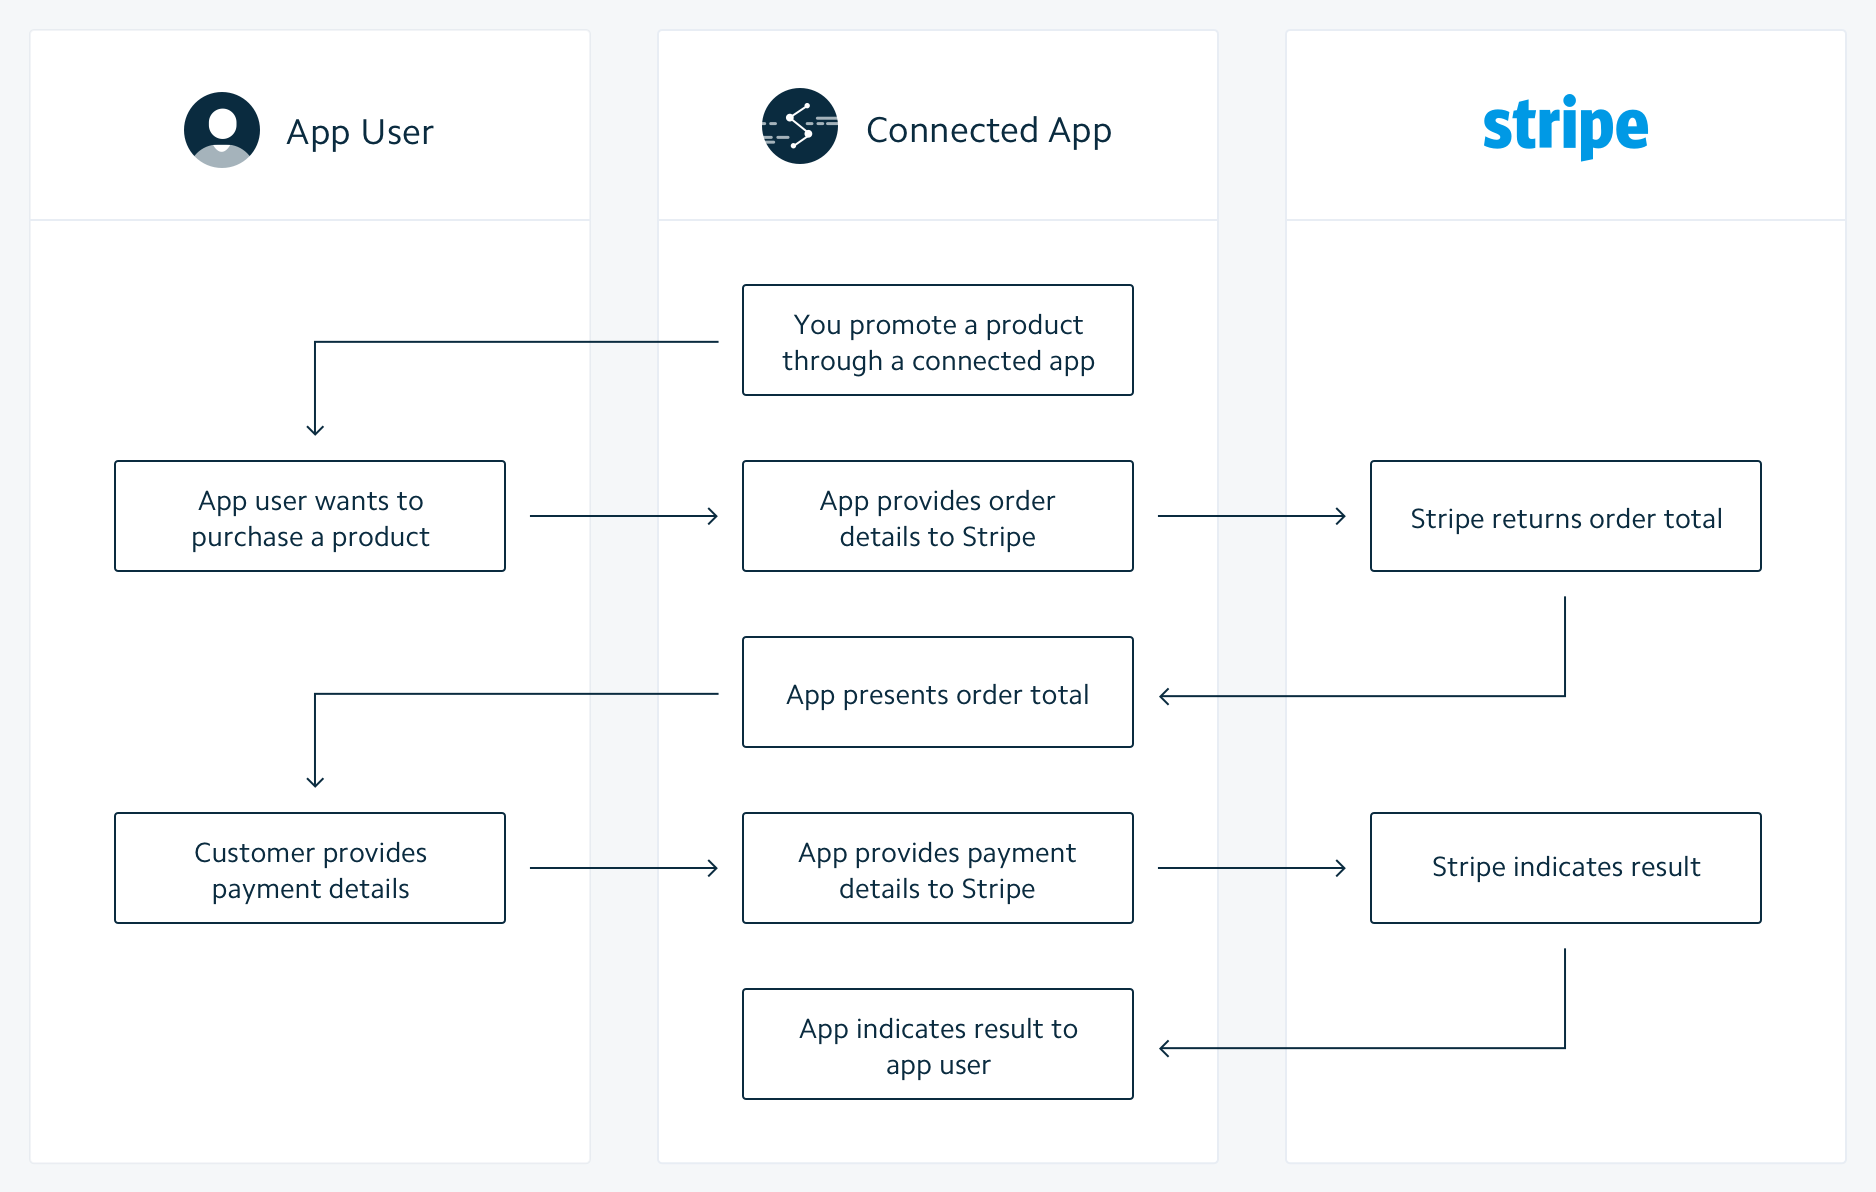 App User
Connected App
stripe
You promote a product
through a connected app
App user wants to
purchase a product
App provides order
details to Stripe
Stripe returns order total
App presents order total
Customer provides
payment details
App provides payment
details to Stripe
Stripe indicates result
App indicates result to
app user